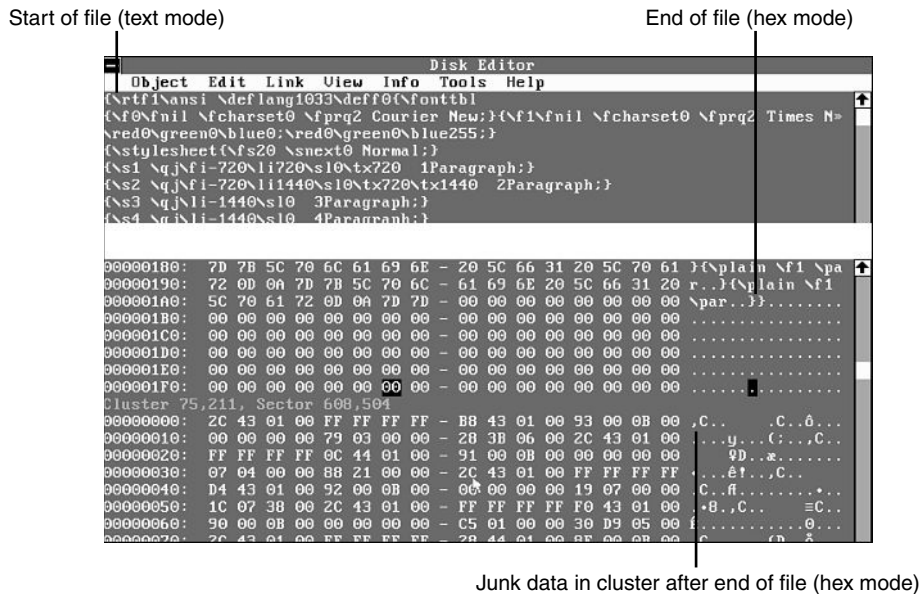 Start of file (text mode)
End of file (hex mode)
Disk Editor
Object Edit Link View Info Tools Help
{\rtf1\ansi \deflang1033\deff0{\fonttbl
{\f0\fnil \fcharset0 \fprq2 Courier New;}{\f1\fnil \fcharset0 \fprq2 Times N»
\red0\green0\blue0;\red0\green0\blue255;}
{\stylesheet{\fs20 \snext0 Normal;}
{\s1 \qj\fi-720\li720\sl0\tx720 1Paragraph;}
{\s2 \qj\fi-720\li1440\sl0\tx720\tx1440 2Paragraph;}
{\s3 \qj\li-1440\sl0 3Paragraph;}
{\s4 \qj\li-1440\sl0 4Paragraph;}
00000180: 7D 7B 5C 70 6C 61 69 6E - 20 5C 66 31 20 5C 70 61 }{\plain \f1 \pa
00000190: 72 0D 0A 7D 7B 5C 70 6C - 61 69 6E 20 5C 66 31 20 r..}{\plain \f1
000001A0: 5C 70 61 72 0D 0A 7D 7D - 00 00 00 00 00 00 00 00 \par..}}........
000001B0: 00 00 00 00 00 00 00 00 - 00 00 00 00 00 00 00 00 ................
000001C0: 00 00 00 00 00 00 00 00 - 00 00 00 00 00 00 00 00 ................
000001D0: 00 00 00 00 00 00 00 00 - 00 00 00 00 00 00 00 00 ................
000001E0: 00 00 00 00 00 00 00 00 - 00 00 00 00 00 00 00 00 ................
000001F0: 00 00 00 00 00 00 00 00 - 00 00 00 00 00 00 00 00 ................
Cluster 75,211, Sector 608,504
00000000: 2C 43 01 00 FF FF FF FF - B8 43 01 00 93 00 0B 00 ,C.. .C..ô...
00000010: 00 00 00 00 79 03 00 00 - 28 3B 06 00 2C 43 01 00 ....y...(;..,C..
00000020: FF FF FF FF 0C 44 01 00 - 91 00 0B 00 00 00 00 00 ♀D..æ.......
00000030: 07 04 00 00 88 21 00 00 - 2C 43 01 00 FF FF FF FF •...ê!..,C..
00000040: D4 43 01 00 92 00 0B 00 - 00 00 00 00 19 07 00 00
00000050: 1C 07 38 00 2C 43 01 00 - FF FF FF FF F0 43 01 00 .•8.,C.. ≡C..
00000060: 90 00 0B 00 00 00 00 00 - C5 01 00 00 30 D9 05 00
00000070: 2C 43 01 00 FF FF FF FF - 28 44 01 00 8F 00 0B 00
Junk data in cluster after end of file (hex mode)